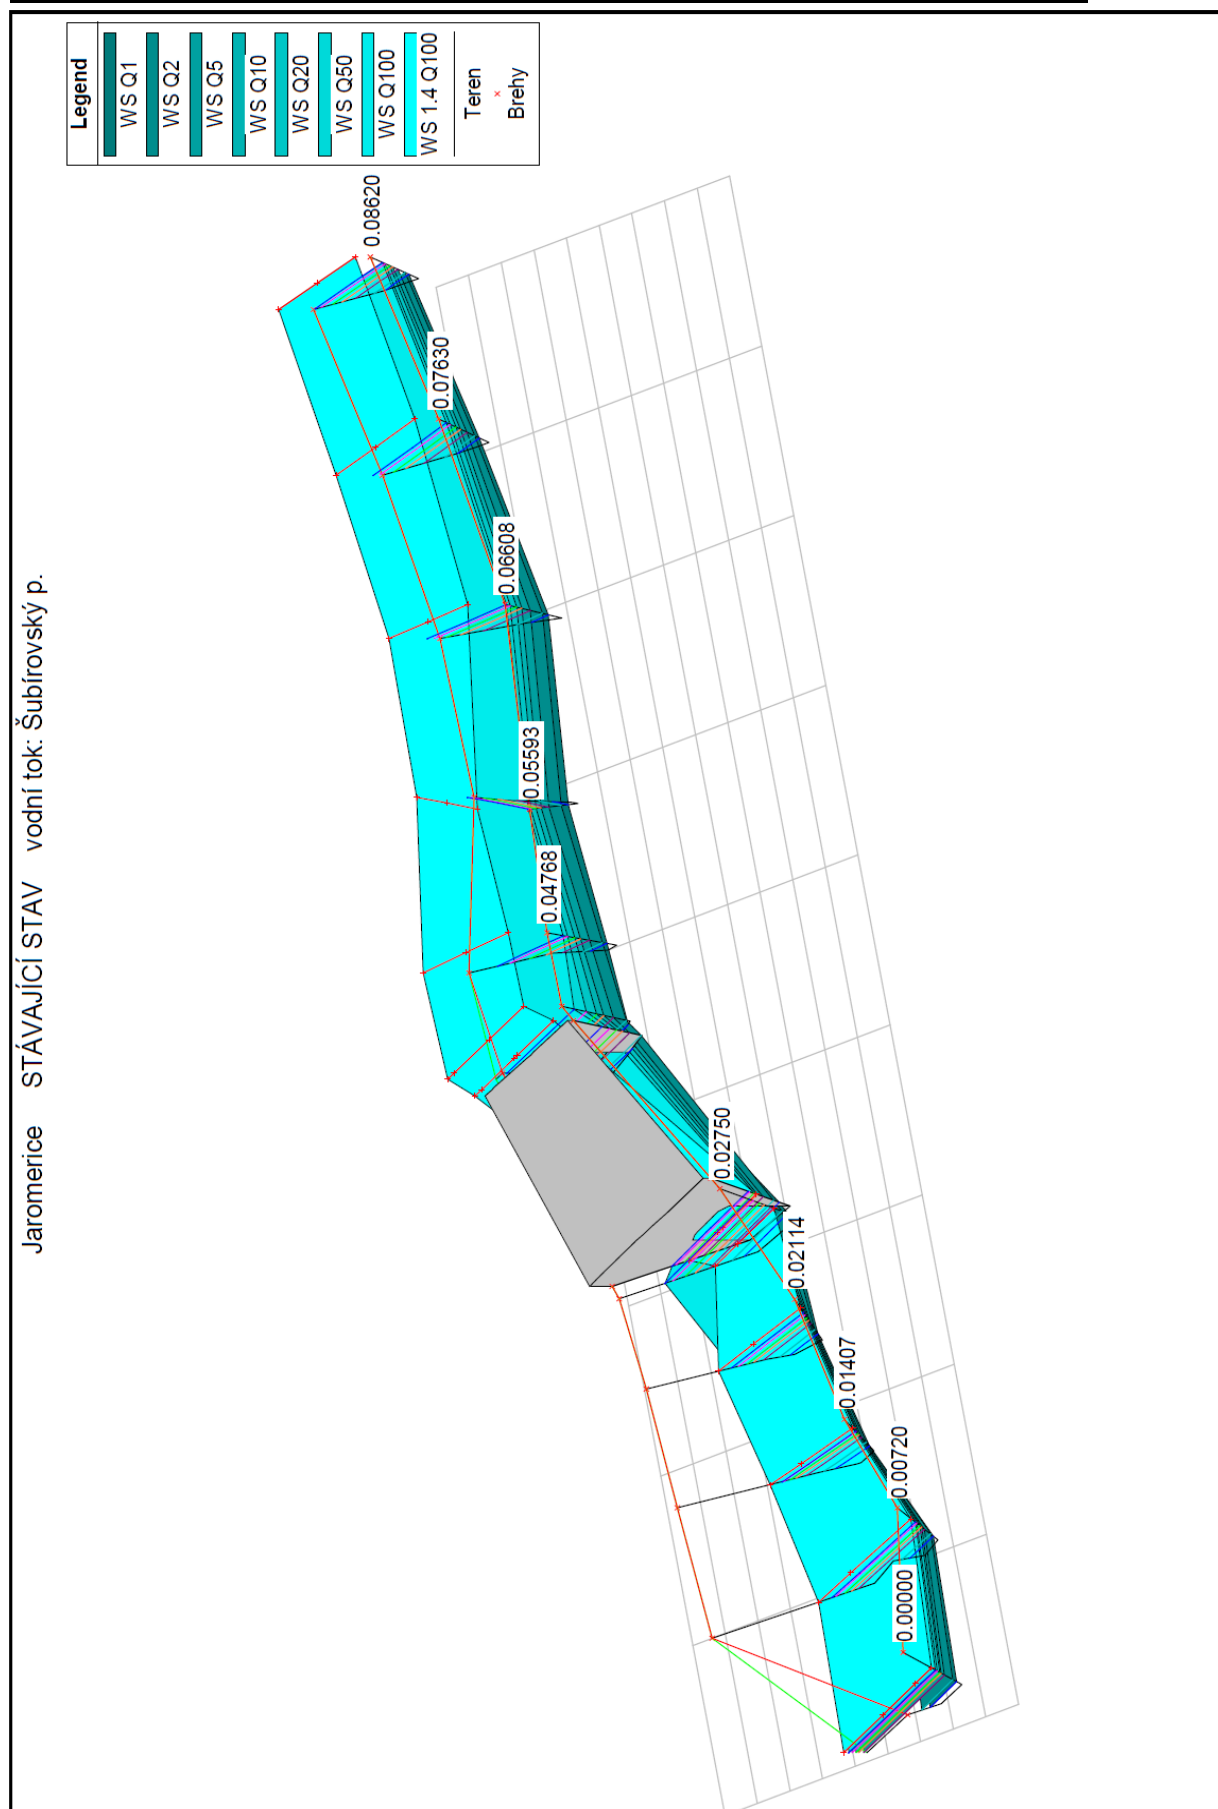 Jaromerice STÁVAJÍCÍ STAV vodní tok: Šubírovský p.
Legend
WS Q1
WS Q2
WS Q5
WS Q10
WS Q20
WS Q50
WS Q100
WS 1.4 Q100
Teren
Brehy
0.08620
0.07630
0.06608
0.05593
0.04768
0.02750
0.02114
0.01407
0.00720
0.00000